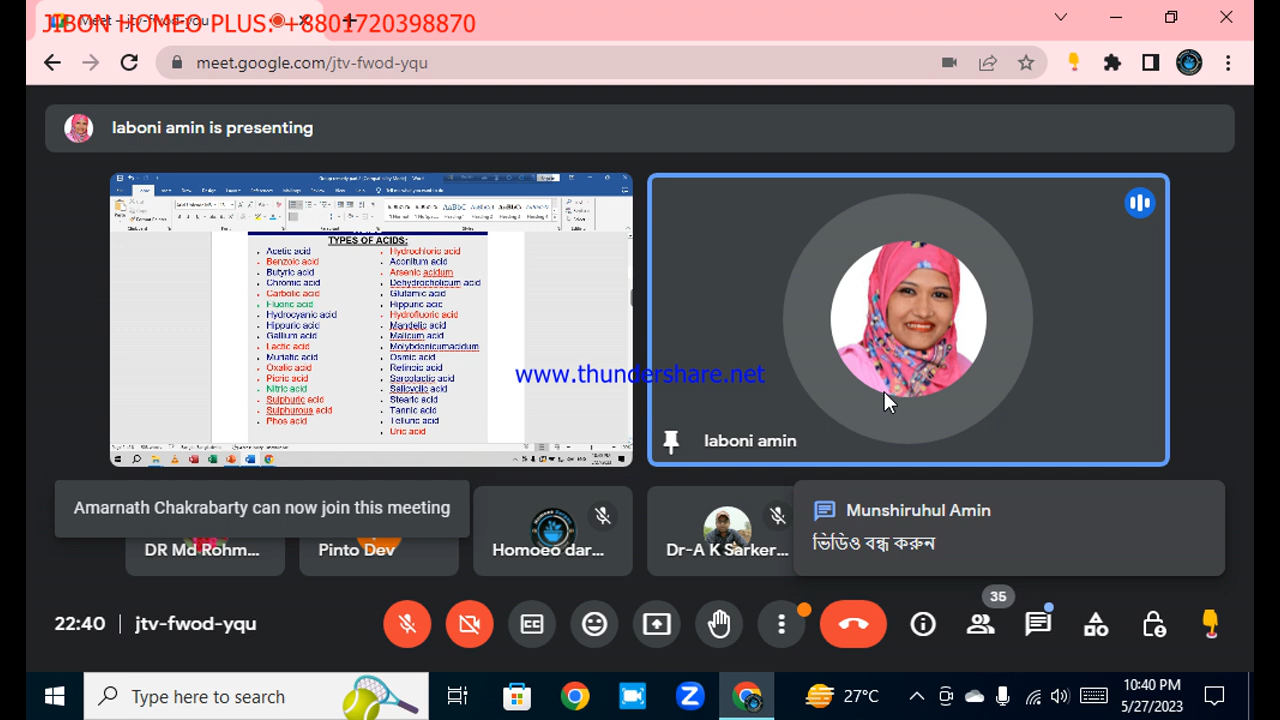 JIBON HOMEO PLUS: +8801720398870
meet.google.com/jtv-fwod-yqu
laboni amin is presenting
TYPES OF ACIDS:
Acetic acid
Benzoic acid
Butyric acid
Chromic acid
Carbolic acid
Fluoric acid
Hydrocyanic acid
Hippuric acid
Gallium acid
Lactic acid
Muriatic acid
Oxalic acid
Picric acid
Nitric acid
Sulphuric acid
Sulphurous acid
Phos acid
Hydrochloric acid
Aconitum acid
Arsenic acidum
Dehydrocholicum acid
Glutamic acid
Hippuric acid
Hydrofluoric acid
Mandelic acid
Malicum acid
Molybdenicumacidum
Osmic acid
Retinoic acid
Sarcolactic acid
Salicyclic acid
Stearic acid
Tannic acid
Telluric acid
Uric acid
www.thundershare.net
laboni amin
Amarnath Chakrabarty can now join this meeting
DR Md Rohm...
Pinto Dev
Homoeo dar...
Dr-A K Sarker...
Munshiruhul Amin
ভিডিও বন্ধ করুন
35
22:40 | jtv-fwod-yqu
Type here to search
27°C
10:40 PM
5/27/2023